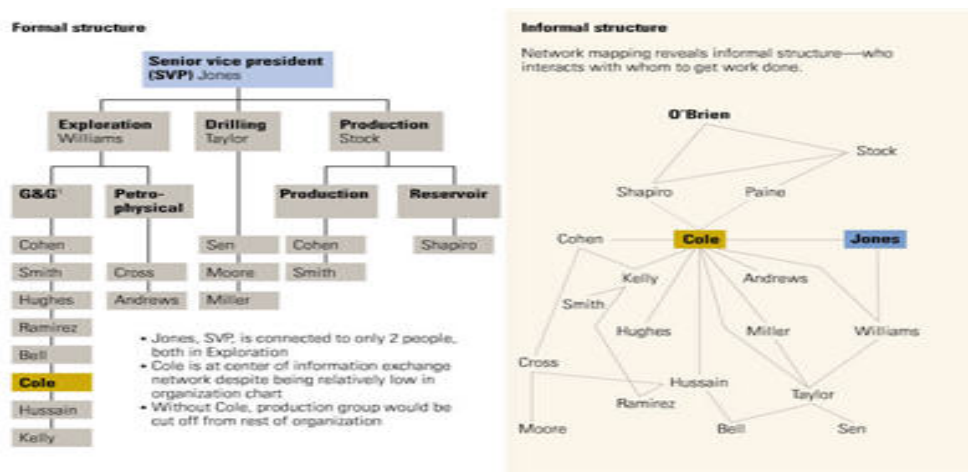 Formal structure
Senior vice president
(SVP) Jones
Exploration
Williams
Drilling
Taylor
Production
Stock
G&G¹
Petro-
physical
Production
Reservoir
Cohen
Smith
Hughes
Ramirez
Bell
Cole
Hussain
Kelly
Cross
Andrews
Sen
Moore
Miller
Cohen
Smith
Shapiro
• Jones, SVP, is connected to only 2 people,
both in Exploration
• Cole is at center of information exchange
network despite being relatively low in
organization chart
• Without Cole, production group would be
cut off from rest of organization
Informal structure
Network mapping reveals informal structure—who
interacts with whom to get work done.
O'Brien
Stock
Shapiro
Paine
Cohen
Cole
Jones
Kelly
Andrews
Smith
Hughes
Miller
Williams
Cross
Hussain
Taylor
Ramirez
Moore
Bell
Sen